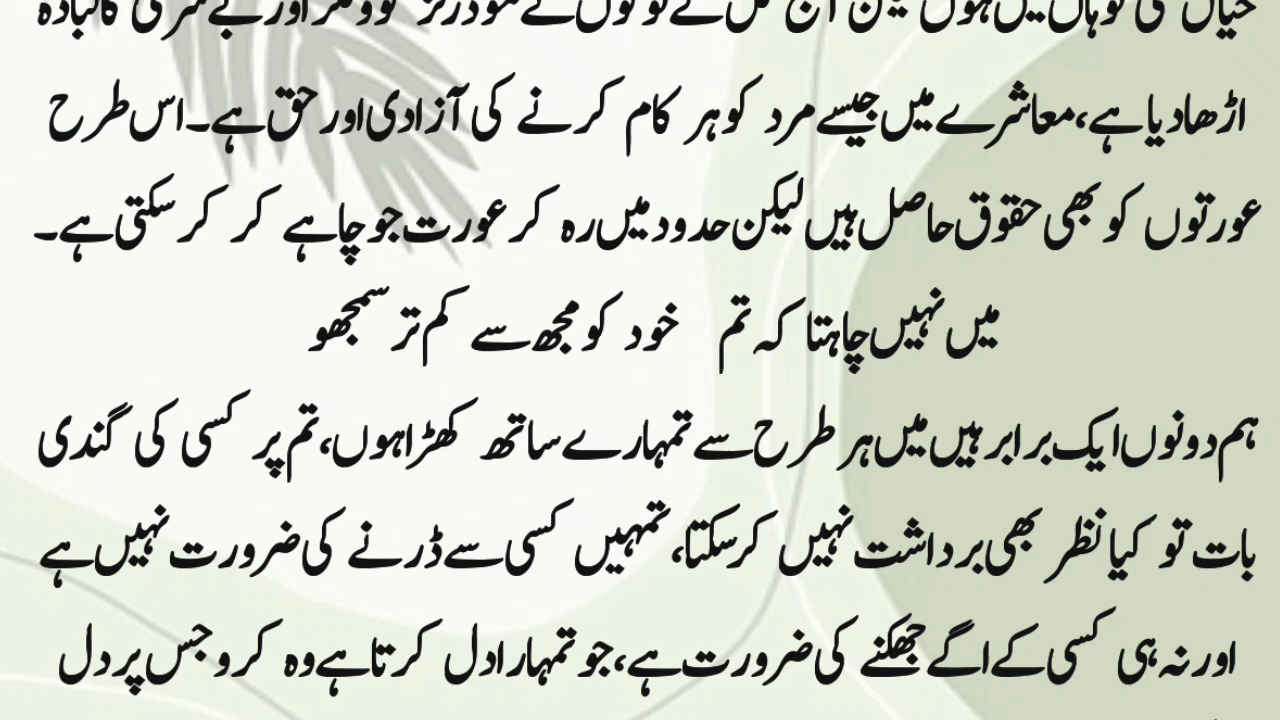 اڑھادیا ہے،معاشرے میں جیسے مرد کو ہر کام کرنے کی آزادی اور حق ہے۔اس طرح
عورتوں کو بھی حقوق حاصل ہیں لیکن حدود میں رہ کر عورت جو چاہے کر کر سکتی ہے۔
میں نہیں چاہتا کہ تم خود کو مجھ سے کم تر سمجھو
ہم دونوں ایک برابر ہیں میں ہر طرح سے تمہارے ساتھ کھڑا ہوں،تم پر کسی کی گندی
بات تو کیا نظر بھی برداشت نہیں کر سکتا، تمہیں کسی سے ڈرنے کی ضرورت نہیں ہے
اور نہ ہی کسی کے اگے جھکنے کی ضرورت ہے،جو تمہارا دل کرتا ہے وہ کرو جس پر دل